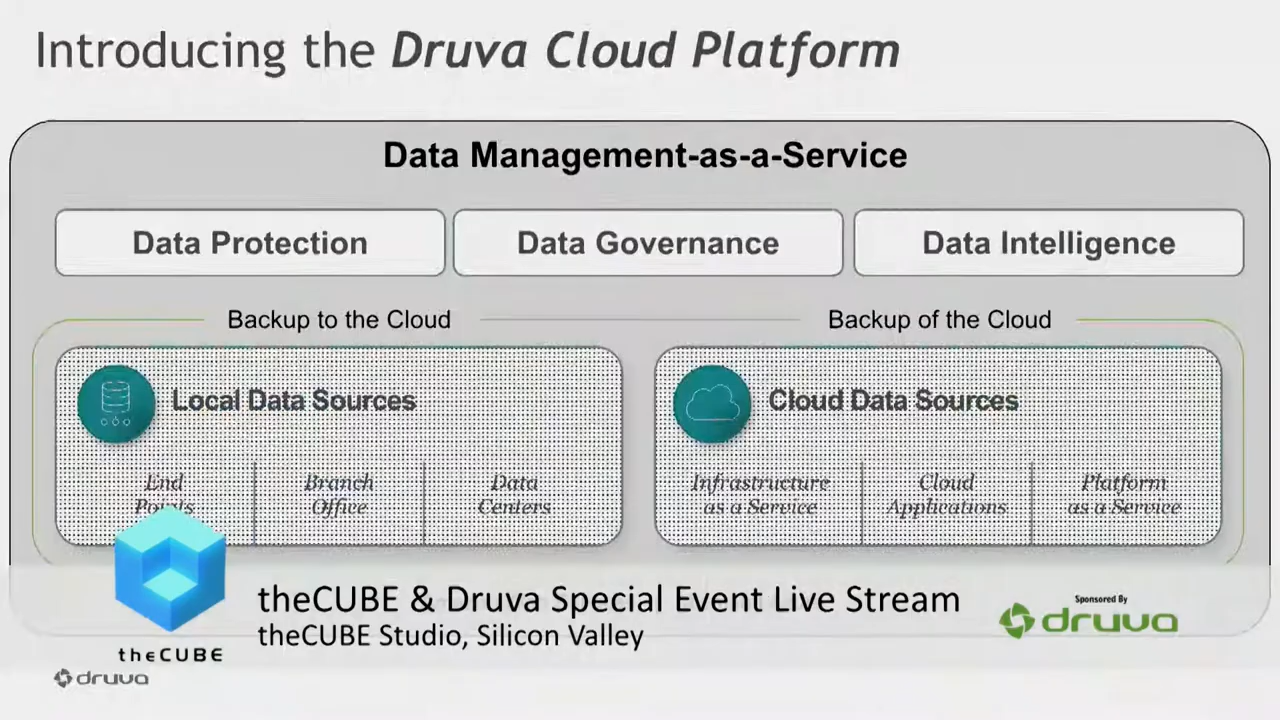 Introducing the Druva Cloud Platform
Data Management-as-a-Service
Data Protection
Data Governance
Data Intelligence
Backup to the Cloud
Backup of the Cloud
Local Data Sources
End
Points
Branch
Office
Data
Centers
Cloud Data Sources
Infrastructure
as a Service
Cloud
Applications
Platform
as a Service
theCUBE
theCUBE & Druva Special Event Live Stream
theCUBE Studio, Silicon Valley
Sponsored By
druva
druva